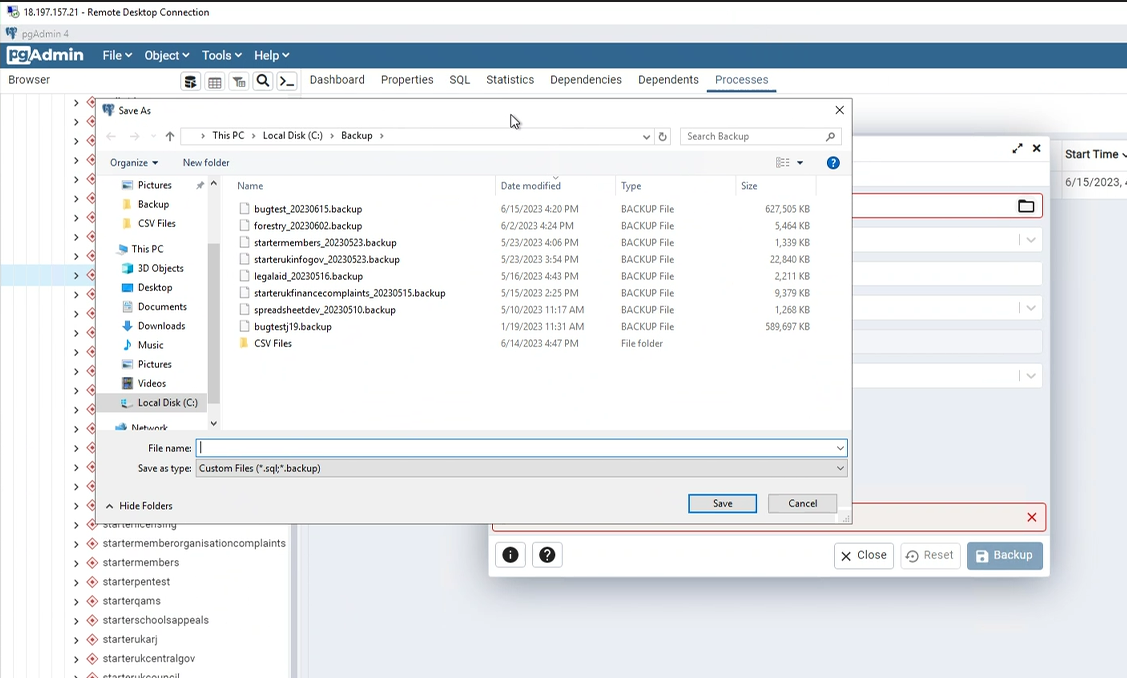 18.197.157.21 - Remote Desktop Connection
pgAdmin 4
pgAdmin File Object Tools Help
Browser Dashboard Properties SQL Statistics Dependencies Dependents Processes
Save As
This PC > Local Disk (C:) > Backup > Search Backup
Start Time
Organize New folder
6/15/2023,
Name Date modified Type Size
Pictures
Backup
CSV Files
This PC
3D Objects
Desktop
Documents
Downloads
Music
Pictures
Videos
Local Disk (C:)
Network
bugtest_20230615.backup 6/15/2023 4:20 PM BACKUP File 627,505 KB
forestry_20230602.backup 6/2/2023 4:24 PM BACKUP File 5,464 KB
startermembers_20230523.backup 5/23/2023 4:06 PM BACKUP File 1,339 KB
starterukinfogov_20230523.backup 5/23/2023 3:54 PM BACKUP File 22,840 KB
legalaid_20230516.backup 5/16/2023 4:43 PM BACKUP File 2,211 KB
starterukfinancecomplaints_20230515.backup 5/15/2023 2:25 PM BACKUP File 9,379 KB
spreadsheetdev_20230510.backup 5/10/2023 11:17 AM BACKUP File 1,268 KB
bugtestj19.backup 1/19/2023 11:31 AM BACKUP File 589,697 KB
CSV Files 6/14/2023 4:47 PM File folder
File name:
Save as type: Custom Files (*.sql;*.backup)
Hide Folders Save Cancel
starterlicensing
startermemberorganisationcomplaints
startermembers
starterpentest
starterqams
starterschoolsappeals
starterukarj
starterukcentralgov
starterukcouncil
Close Reset Backup